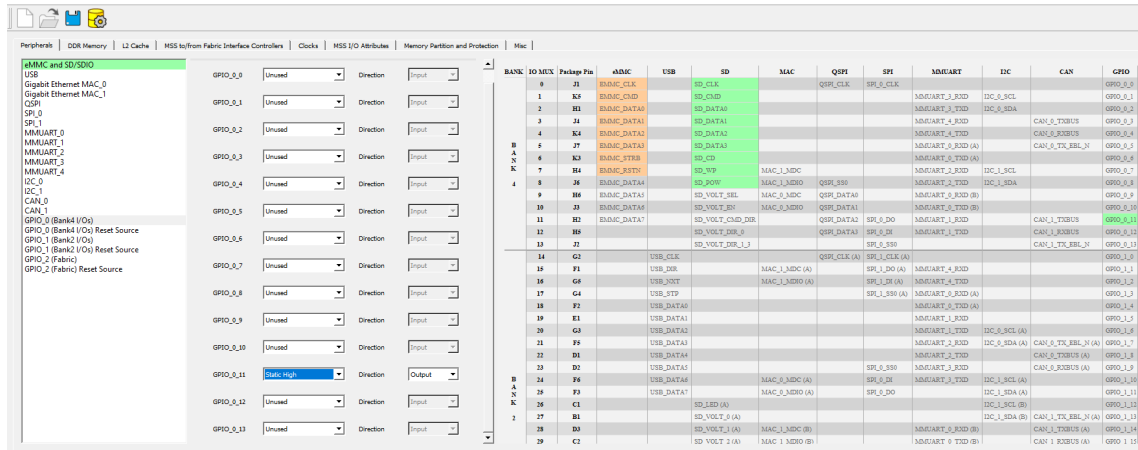 Peripherals DDR Memory L2 Cache MSS to/from Fabric Interface Controllers Clocks MSS I/O Attributes Memory Partition and Protection Misc
eMMC and SD/SDIO
USB
Gigabit Ethernet MAC_0
Gigabit Ethernet MAC_1
QSPI
SPI_0
SPI_1
MMUART_0
MMUART_1
MMUART_2
MMUART_3
MMUART_4
I2C_0
I2C_1
CAN_0
CAN_1
GPIO_0 (Bank4 I/Os)
GPIO_0 (Bank4 I/Os) Reset Source
GPIO_1 (Bank2 I/Os)
GPIO_1 (Bank2 I/Os) Reset Source
GPIO_2 (Fabric)
GPIO_2 (Fabric) Reset Source
GPIO_0_0 Unused Direction Input
GPIO_0_1 Unused Direction Input
GPIO_0_2 Unused Direction Input
GPIO_0_3 Unused Direction Input
GPIO_0_4 Unused Direction Input
GPIO_0_5 Unused Direction Input
GPIO_0_6 Unused Direction Input
GPIO_0_7 Unused Direction Input
GPIO_0_8 Unused Direction Input
GPIO_0_9 Unused Direction Input
GPIO_0_10 Unused Direction Input
GPIO_0_11 Static High Direction Output
GPIO_0_12 Unused Direction Input
GPIO_0_13 Unused Direction Input
BANK IO MUX Package Pin eMMC USB SD MAC QSPI SPI MMUART I2C CAN GPIO
BANK 4
0 J1 EMMC_CLK SD_CLK QSPI_CLK SPI_0_CLK GPIO_0_0
1 K5 EMMC_CMD SD_CMD MMUART_3_RXD I2C_0_SCL GPIO_0_1
2 H1 EMMC_DATA0 SD_DATA0 MMUART_3_TXD I2C_0_SDA GPIO_0_2
3 J4 EMMC_DATA1 SD_DATA1 MMUART_4_RXD CAN_0_TXBUS GPIO_0_3
4 K4 EMMC_DATA2 SD_DATA2 MMUART_4_TXD CAN_0_RXBUS GPIO_0_4
5 J7 EMMC_DATA3 SD_DATA3 MMUART_0_RXD (A) CAN_0_TX_EBL_N GPIO_0_5
6 K3 EMMC_STRB SD_CD MMUART_0_TXD (A) GPIO_0_6
7 H4 EMMC_RSTN SD_WP MAC_1_MDC MMUART_2_RXD I2C_1_SCL GPIO_0_7
8 J6 EMMC_DATA4 SD_POW MAC_1_MDIO QSPI_SS0 MMUART_2_TXD I2C_1_SDA GPIO_0_8
9 H6 EMMC_DATA5 SD_VOLT_SEL MAC_0_MDC QSPI_DATA0 MMUART_0_RXD (B) GPIO_0_9
10 J3 EMMC_DATA6 SD_VOLT_EN MAC_0_MDIO QSPI_DATA1 MMUART_0_TXD (B) GPIO_0_10
11 H2 EMMC_DATA7 SD_VOLT_CMD_DIR QSPI_DATA2 SPI_0_DO MMUART_1_RXD CAN_1_TXBUS GPIO_0_11
12 H5 SD_VOLT_DIR_0 QSPI_DATA3 SPI_0_DI MMUART_1_TXD CAN_1_RXBUS GPIO_0_12
13 J2 SD_VOLT_DIR_1_3 SPI_0_SS0 CAN_1_TX_EBL_N GPIO_0_13
BANK 2
14 G2 USB_CLK QSPI_CLK (A) SPI_1_CLK (A) GPIO_1_0
15 F1 USB_DIR MAC_1_MDC (A) SPI_1_DO (A) MMUART_4_RXD GPIO_1_1
16 G5 USB_NXT MAC_1_MDIO (A) SPI_1_DI (A) MMUART_4_TXD GPIO_1_2
17 G4 USB_STP SPI_1_SS0 (A) MMUART_0_RXD (A) GPIO_1_3
18 F2 USB_DATA0 MMUART_0_TXD (A) GPIO_1_4
19 E1 USB_DATA1 MMUART_1_RXD GPIO_1_5
20 G3 USB_DATA2 MMUART_1_TXD I2C_0_SCL (A) GPIO_1_6
21 F5 USB_DATA3 MMUART_2_RXD I2C_0_SDA (A) CAN_0_TX_EBL_N (A) GPIO_1_7
22 D1 USB_DATA4 MMUART_2_TXD CAN_0_TXBUS (A) GPIO_1_8
23 D2 USB_DATA5 SPI_0_SS0 MMUART_3_RXD CAN_0_RXBUS (A) GPIO_1_9
24 F6 USB_DATA6 MAC_0_MDC (A) SPI_0_DI MMUART_3_TXD I2C_1_SCL (A) GPIO_1_10
25 F3 USB_DATA7 MAC_0_MDIO (A) SPI_0_DO I2C_1_SDA (A) GPIO_1_11
26 C1 SD_LED (A) I2C_1_SCL (B) GPIO_1_12
27 B1 SD_VOLT_0 (A) I2C_1_SDA (B) CAN_1_TX_EBL_N (A) GPIO_1_13
28 D3 SD_VOLT_1 (A) MAC_1_MDC (B) MMUART_0_RXD (B) CAN_1_TXBUS (A) GPIO_1_14
29 C2 SD_VOLT_2 (A) MAC_1_MDIO (B) MMUART_0_TXD (B) CAN_1_RXBUS (A) GPIO_1_15